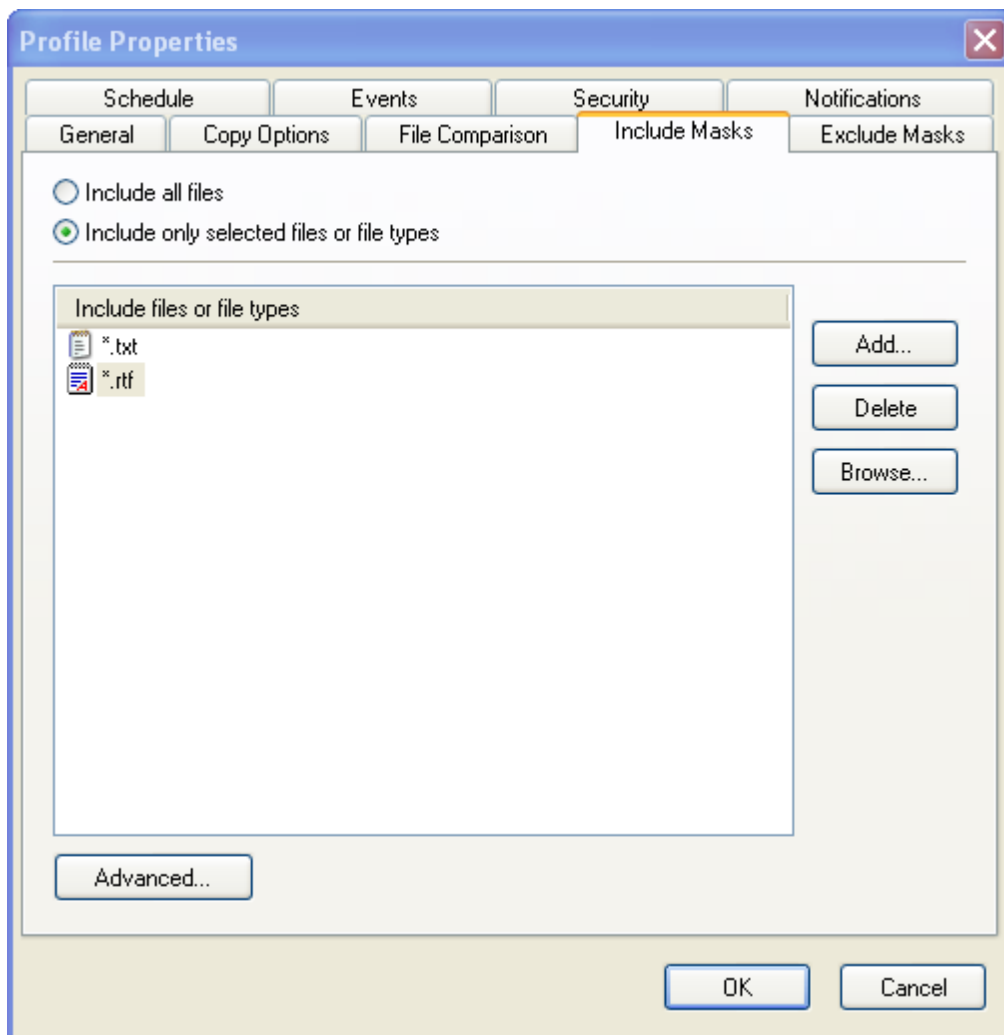 Profile Properties
Schedule Events Security Notifications
General Copy Options File Comparison Include Masks Exclude Masks
Include all files
Include only selected files or file types
Include files or file types
*.txt
*.rtf
Add...
Delete
Browse...
Advanced...
OK Cancel